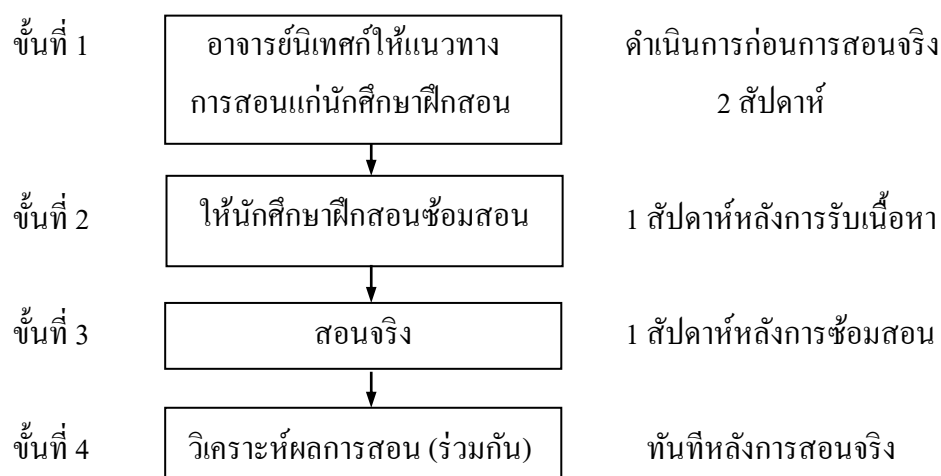 ขั้นที่ 1 อาจารย์นิเทศก์ให้แนวทาง ดำเนินการก่อนการสอนจริง
การสอนแก่นักศึกษาฝึกสอน 2 สัปดาห์
ขั้นที่ 2 ให้นักศึกษาฝึกสอนซ้อมสอน 1 สัปดาห์หลังการรับเนื้อหา
ขั้นที่ 3 สอนจริง 1 สัปดาห์หลังการซ้อมสอน
ขั้นที่ 4 วิเคราะห์ผลการสอน (ร่วมกัน) ทันทีหลังการสอนจริง